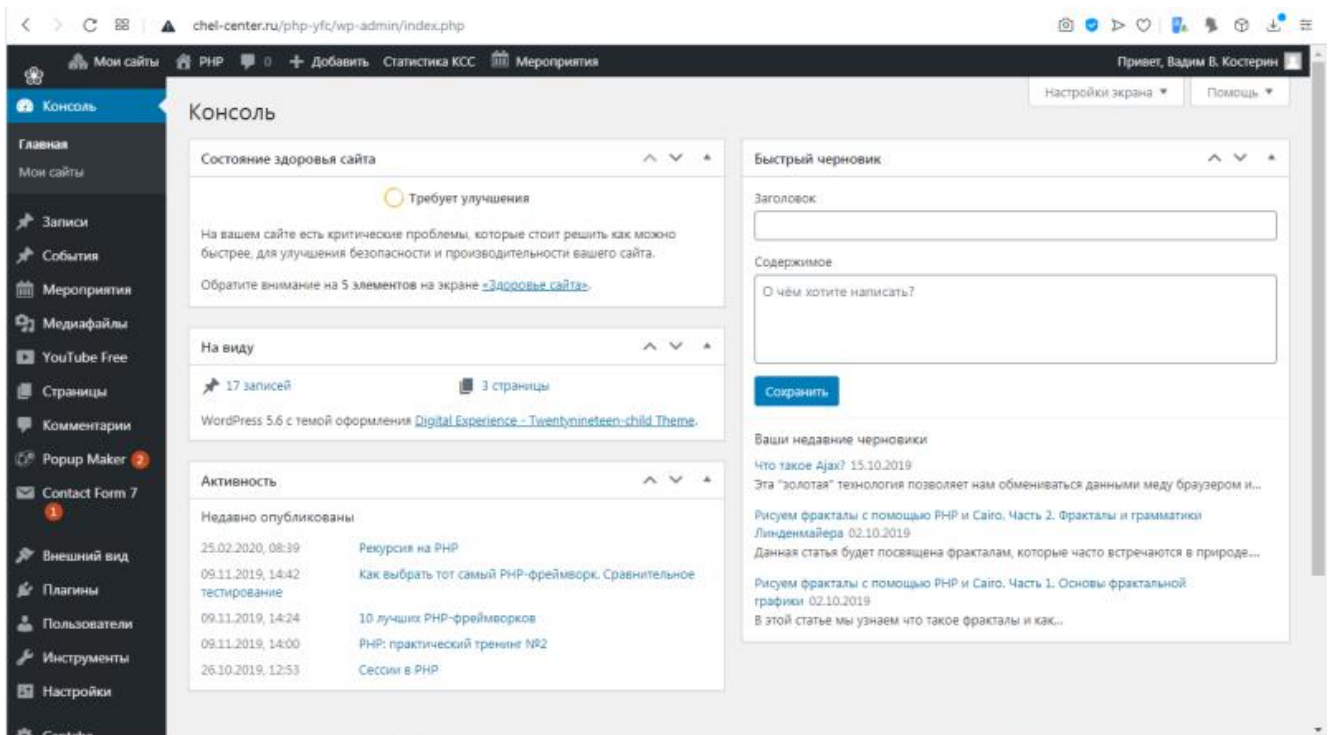 chel-center.ru/php-yfc/wp-admin/index.php
Мои сайты PHP 0 + Добавить Статистика КСС Мероприятия Привет, Вадим В. Костерин
Консоль
Главная
Мои сайты
Записи
События
Мероприятия
Медиафайлы
YouTube Free
Страницы
Комментарии
Popup Maker 2
Contact Form 7
1
Внешний вид
Плагины
Пользователи
Инструменты
Настройки
Настройки экрана
Помощь
Консоль
Состояние здоровья сайта
Требует улучшения
На вашем сайте есть критические проблемы, которые стоит решить как можно
быстрее, для улучшения безопасности и производительности вашего сайта.
Обратите внимание на 5 элементов на экране «Здоровье сайта».
На виду
17 записей 3 страницы
WordPress 5.6 с темой оформления Digital Experience - Twentynineteen-child Theme.
Активность
Недавно опубликованы
25.02.2020, 08:39 Рекурсия на PHP
09.11.2019, 14:42 Как выбрать тот самый PHP-фреймворк. Сравнительное
тестирование
09.11.2019, 14:24 10 лучших PHP-фреймворков
09.11.2019, 14:00 PHP: практический тренинг №2
26.10.2019, 12:53 Сессии в PHP
Быстрый черновик
Заголовок
Содержимое
О чём хотите написать?
Сохранить
Ваши недавние черновики
Что такое Ajax? 15.10.2019
Эта "золотая" технология позволяет нам обмениваться данными меду браузером и...
Рисуем фракталы с помощью PHP и Cairo. Часть 2. Фракталы и грамматики
Линденмайера 02.10.2019
Данная статья будет посвящена фракталам, которые часто встречаются в природе....
Рисуем фракталы с помощью PHP и Cairo. Часть 1. Основы фрактальной
графики 02.10.2019
В этой статье мы узнаем что такое фракталы и как...